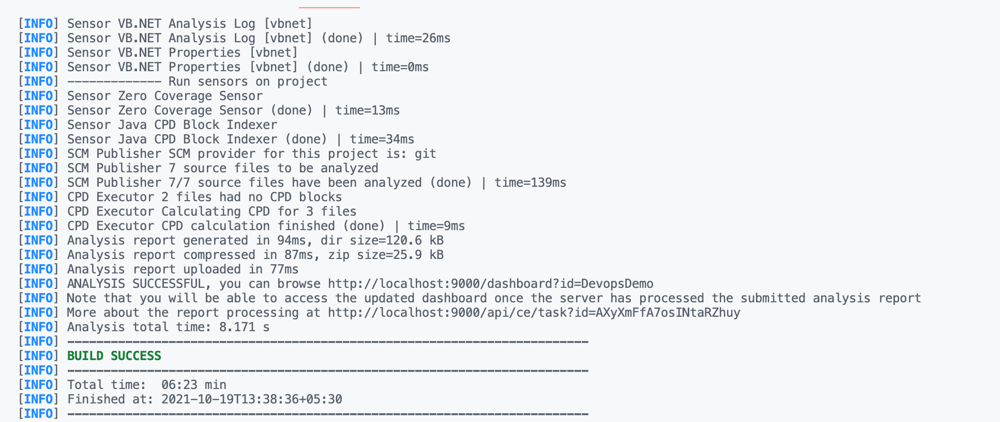 [INFO] Sensor VB.NET Analysis Log [vbnet]
[INFO] Sensor VB.NET Analysis Log [vbnet] (done) | time=26ms
[INFO] Sensor VB.NET Properties [vbnet]
[INFO] Sensor VB.NET Properties [vbnet] (done) | time=0ms
[INFO] ------------- Run sensors on project
[INFO] Sensor Zero Coverage Sensor
[INFO] Sensor Zero Coverage Sensor (done) | time=13ms
[INFO] Sensor Java CPD Block Indexer
[INFO] Sensor Java CPD Block Indexer (done) | time=34ms
[INFO] SCM Publisher SCM provider for this project is: git
[INFO] SCM Publisher 7 source files to be analyzed
[INFO] SCM Publisher 7/7 source files have been analyzed (done) | time=139ms
[INFO] CPD Executor 2 files had no CPD blocks
[INFO] CPD Executor Calculating CPD for 3 files
[INFO] CPD Executor CPD calculation finished (done) | time=9ms
[INFO] Analysis report generated in 94ms, dir size=120.6 kB
[INFO] Analysis report compressed in 87ms, zip size=25.9 kB
[INFO] Analysis report uploaded in 77ms
[INFO] ANALYSIS SUCCESSFUL, you can browse http://localhost:9000/dashboard?id=DevopsDemo
[INFO] Note that you will be able to access the updated dashboard once the server has processed the submitted analysis report
[INFO] More about the report processing at http://localhost:9000/api/ce/task?id=AXyXmFfA7osINtaRZhuy
[INFO] Analysis total time: 8.171 s
[INFO] ------------------------------------------------------------------------
[INFO] BUILD SUCCESS
[INFO] ------------------------------------------------------------------------
[INFO] Total time:  06:23 min
[INFO] Finished at: 2021-10-19T13:38:36+05:30
[INFO] ------------------------------------------------------------------------